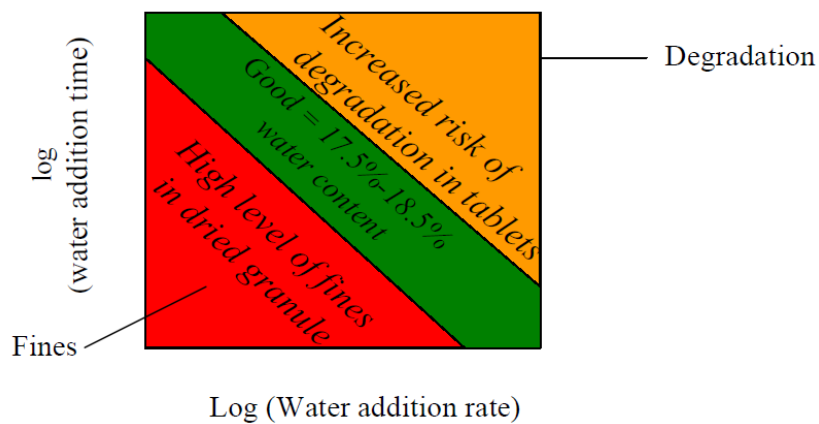 Increased risk of
degradation in tablets
Degradation
Good = 17.5%-18.5%
water content
log
(water addition time)
High level of fines
in dried granule
Fines
Log (Water addition rate)